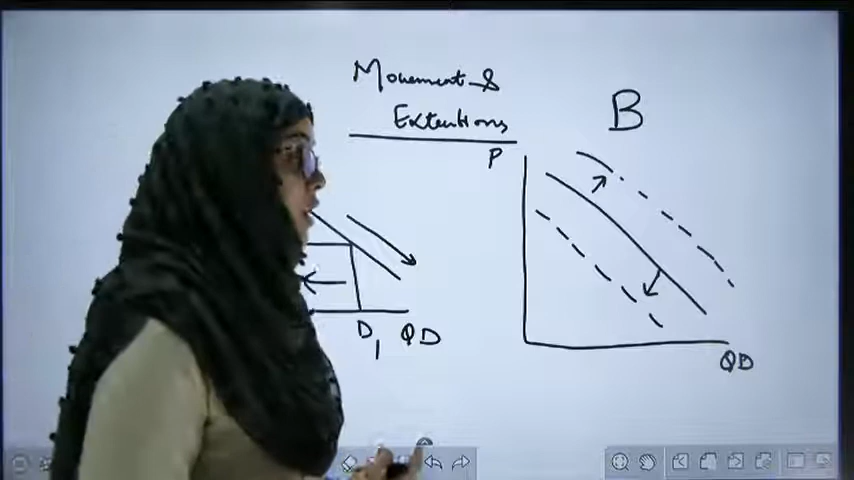 Movement &
Extentions
B
P
D1 QD
QD